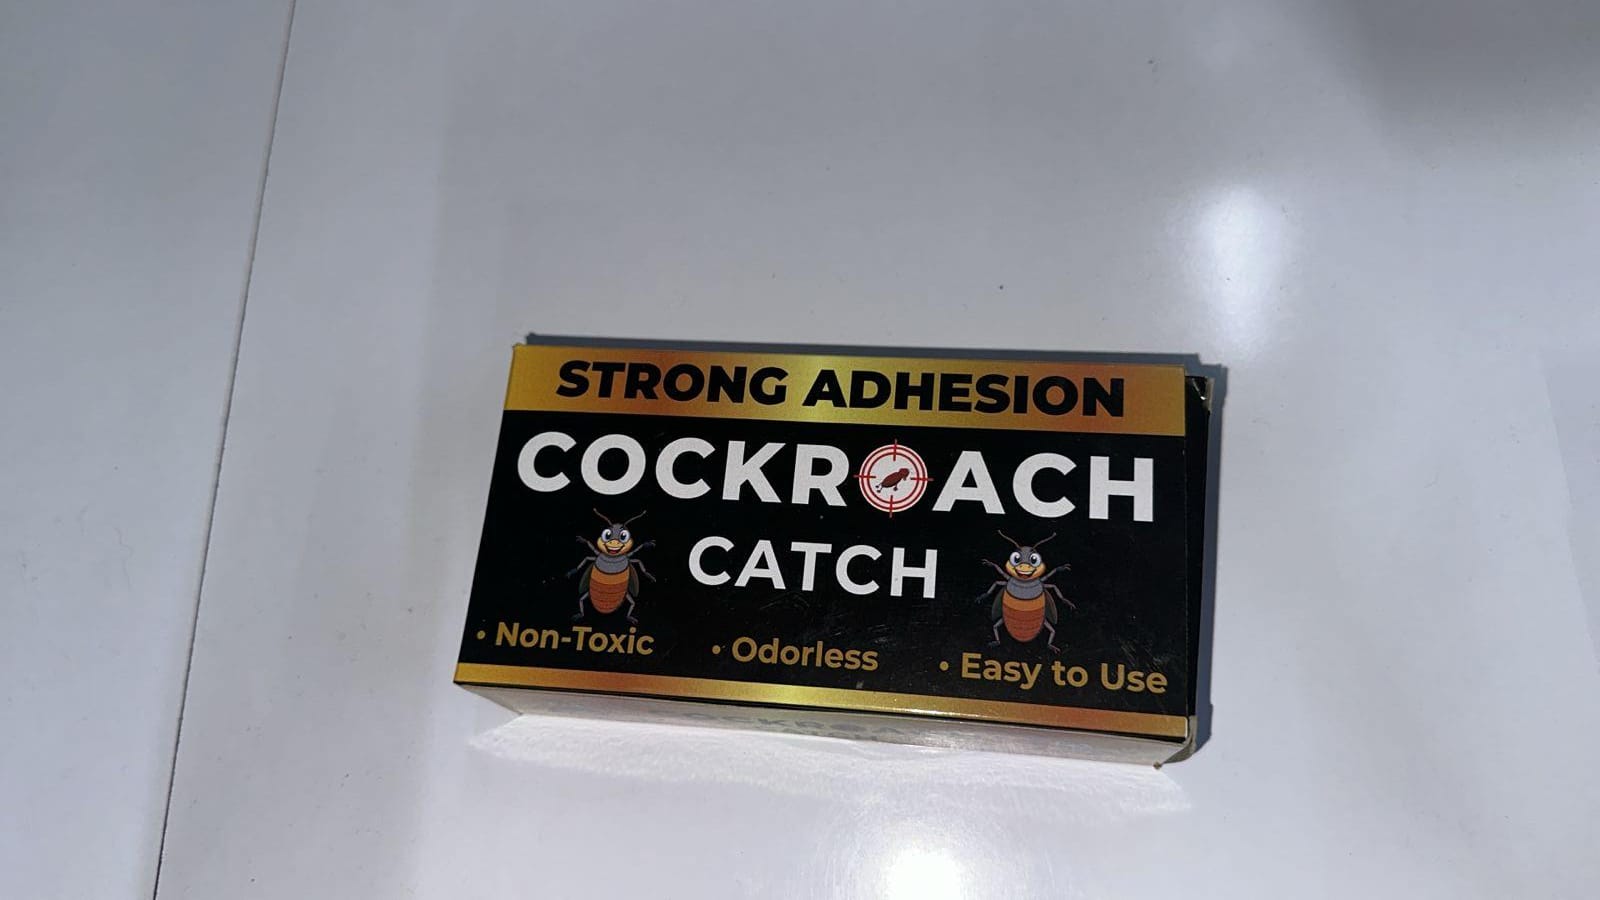 STRONG ADHESION
COCKROACH
CATCH
• Non-Toxic • Odorless • Easy to Use